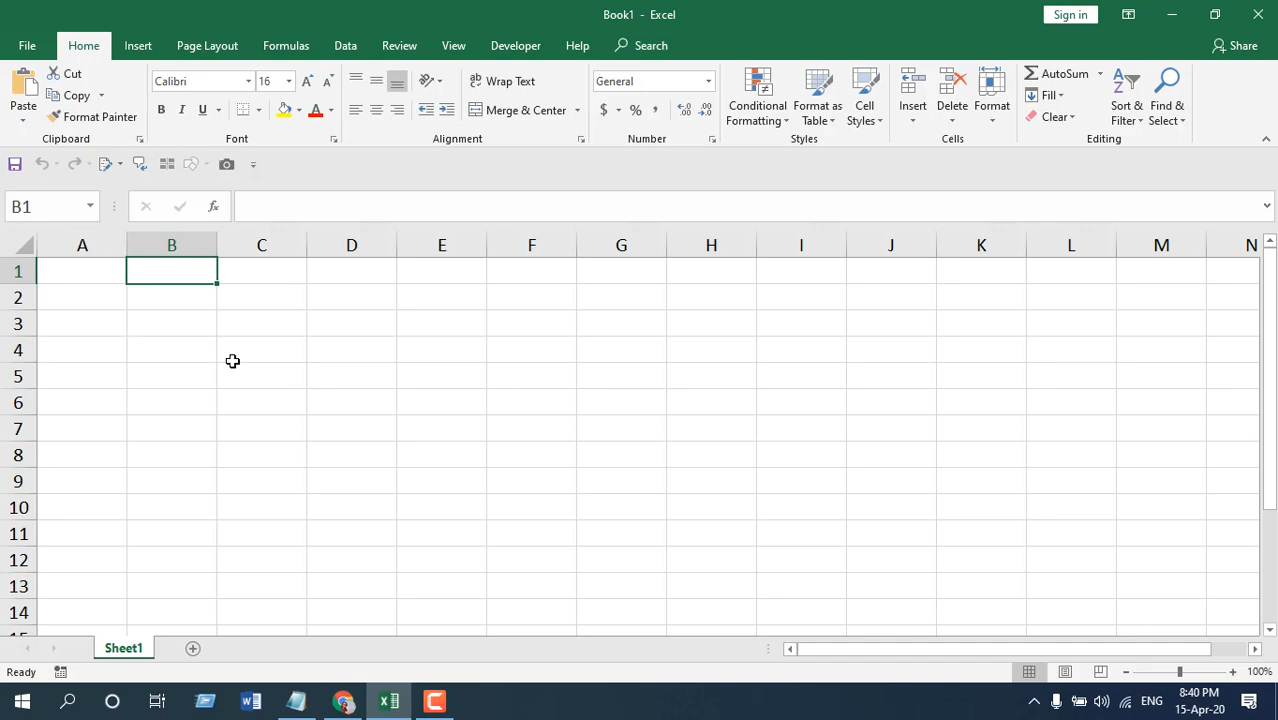 Book1 - Excel
Sign in
File Home Insert Page Layout Formulas Data Review View Developer Help Search Share
Paste
Cut
Copy
Format Painter
Clipboard
Calibri 16
B I U
A
Font
Wrap Text
Merge & Center
Alignment
General
$ % ,
Number
Conditional Formatting
Format as Table
Cell Styles
Styles
Insert
Delete
Format
Cells
AutoSum
Fill
Clear
Sort & Filter
Find & Select
Editing
B1
fx
A B C D E F G H I J K L M N
1
2
3
4
5
6
7
8
9
10
11
12
13
14
15
Sheet1
Ready
100%
ENG
8:40 PM
15-Apr-20